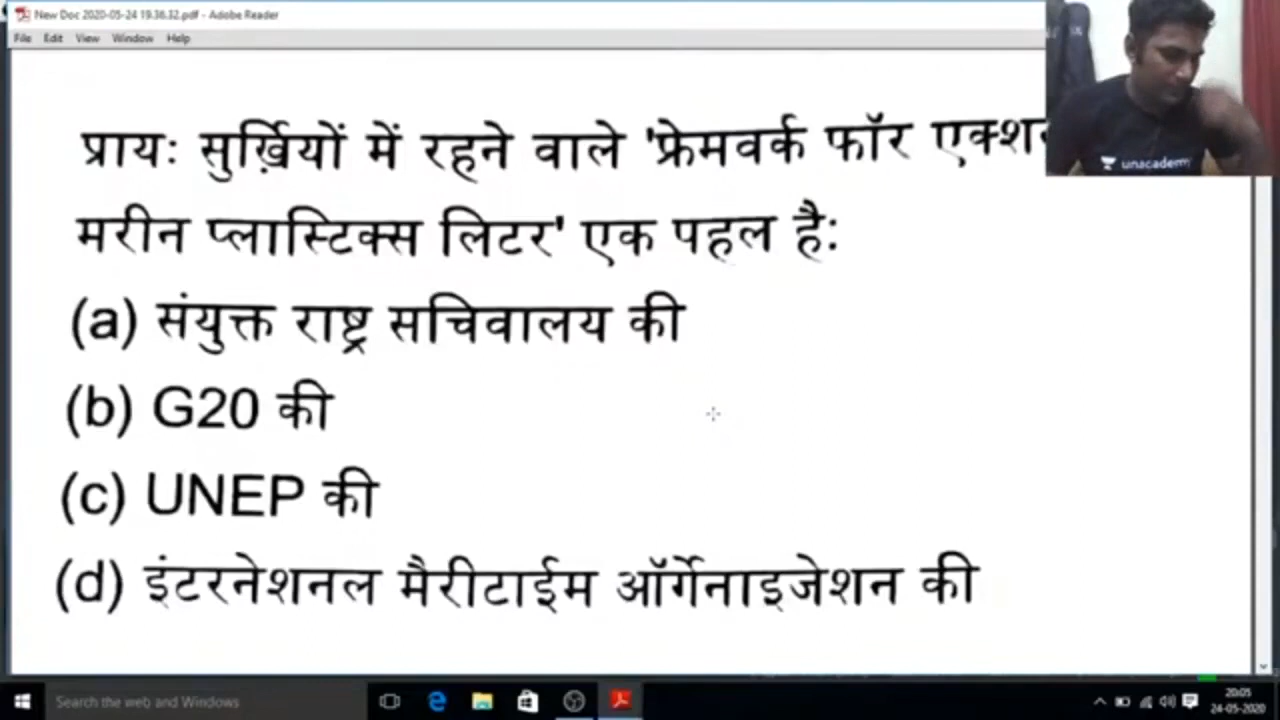 New Doc 2020-05-24 19.36.32.pdf - Adobe Reader
File Edit View Window Help
प्रायः सुर्ख़ियों में रहने वाले 'फ्रेमवर्क फॉर
मरीन प्लास्टिक्स लिटर' एक पहल है:
(a) संयुक्त राष्ट्र सचिवालय की
(b) G20 की
(c) UNEP की
(d) इंटरनेशनल मैरीटाईम ऑर्गेनाइजेशन की
unacademy
Search the web and Windows
20:05
24-05-2020